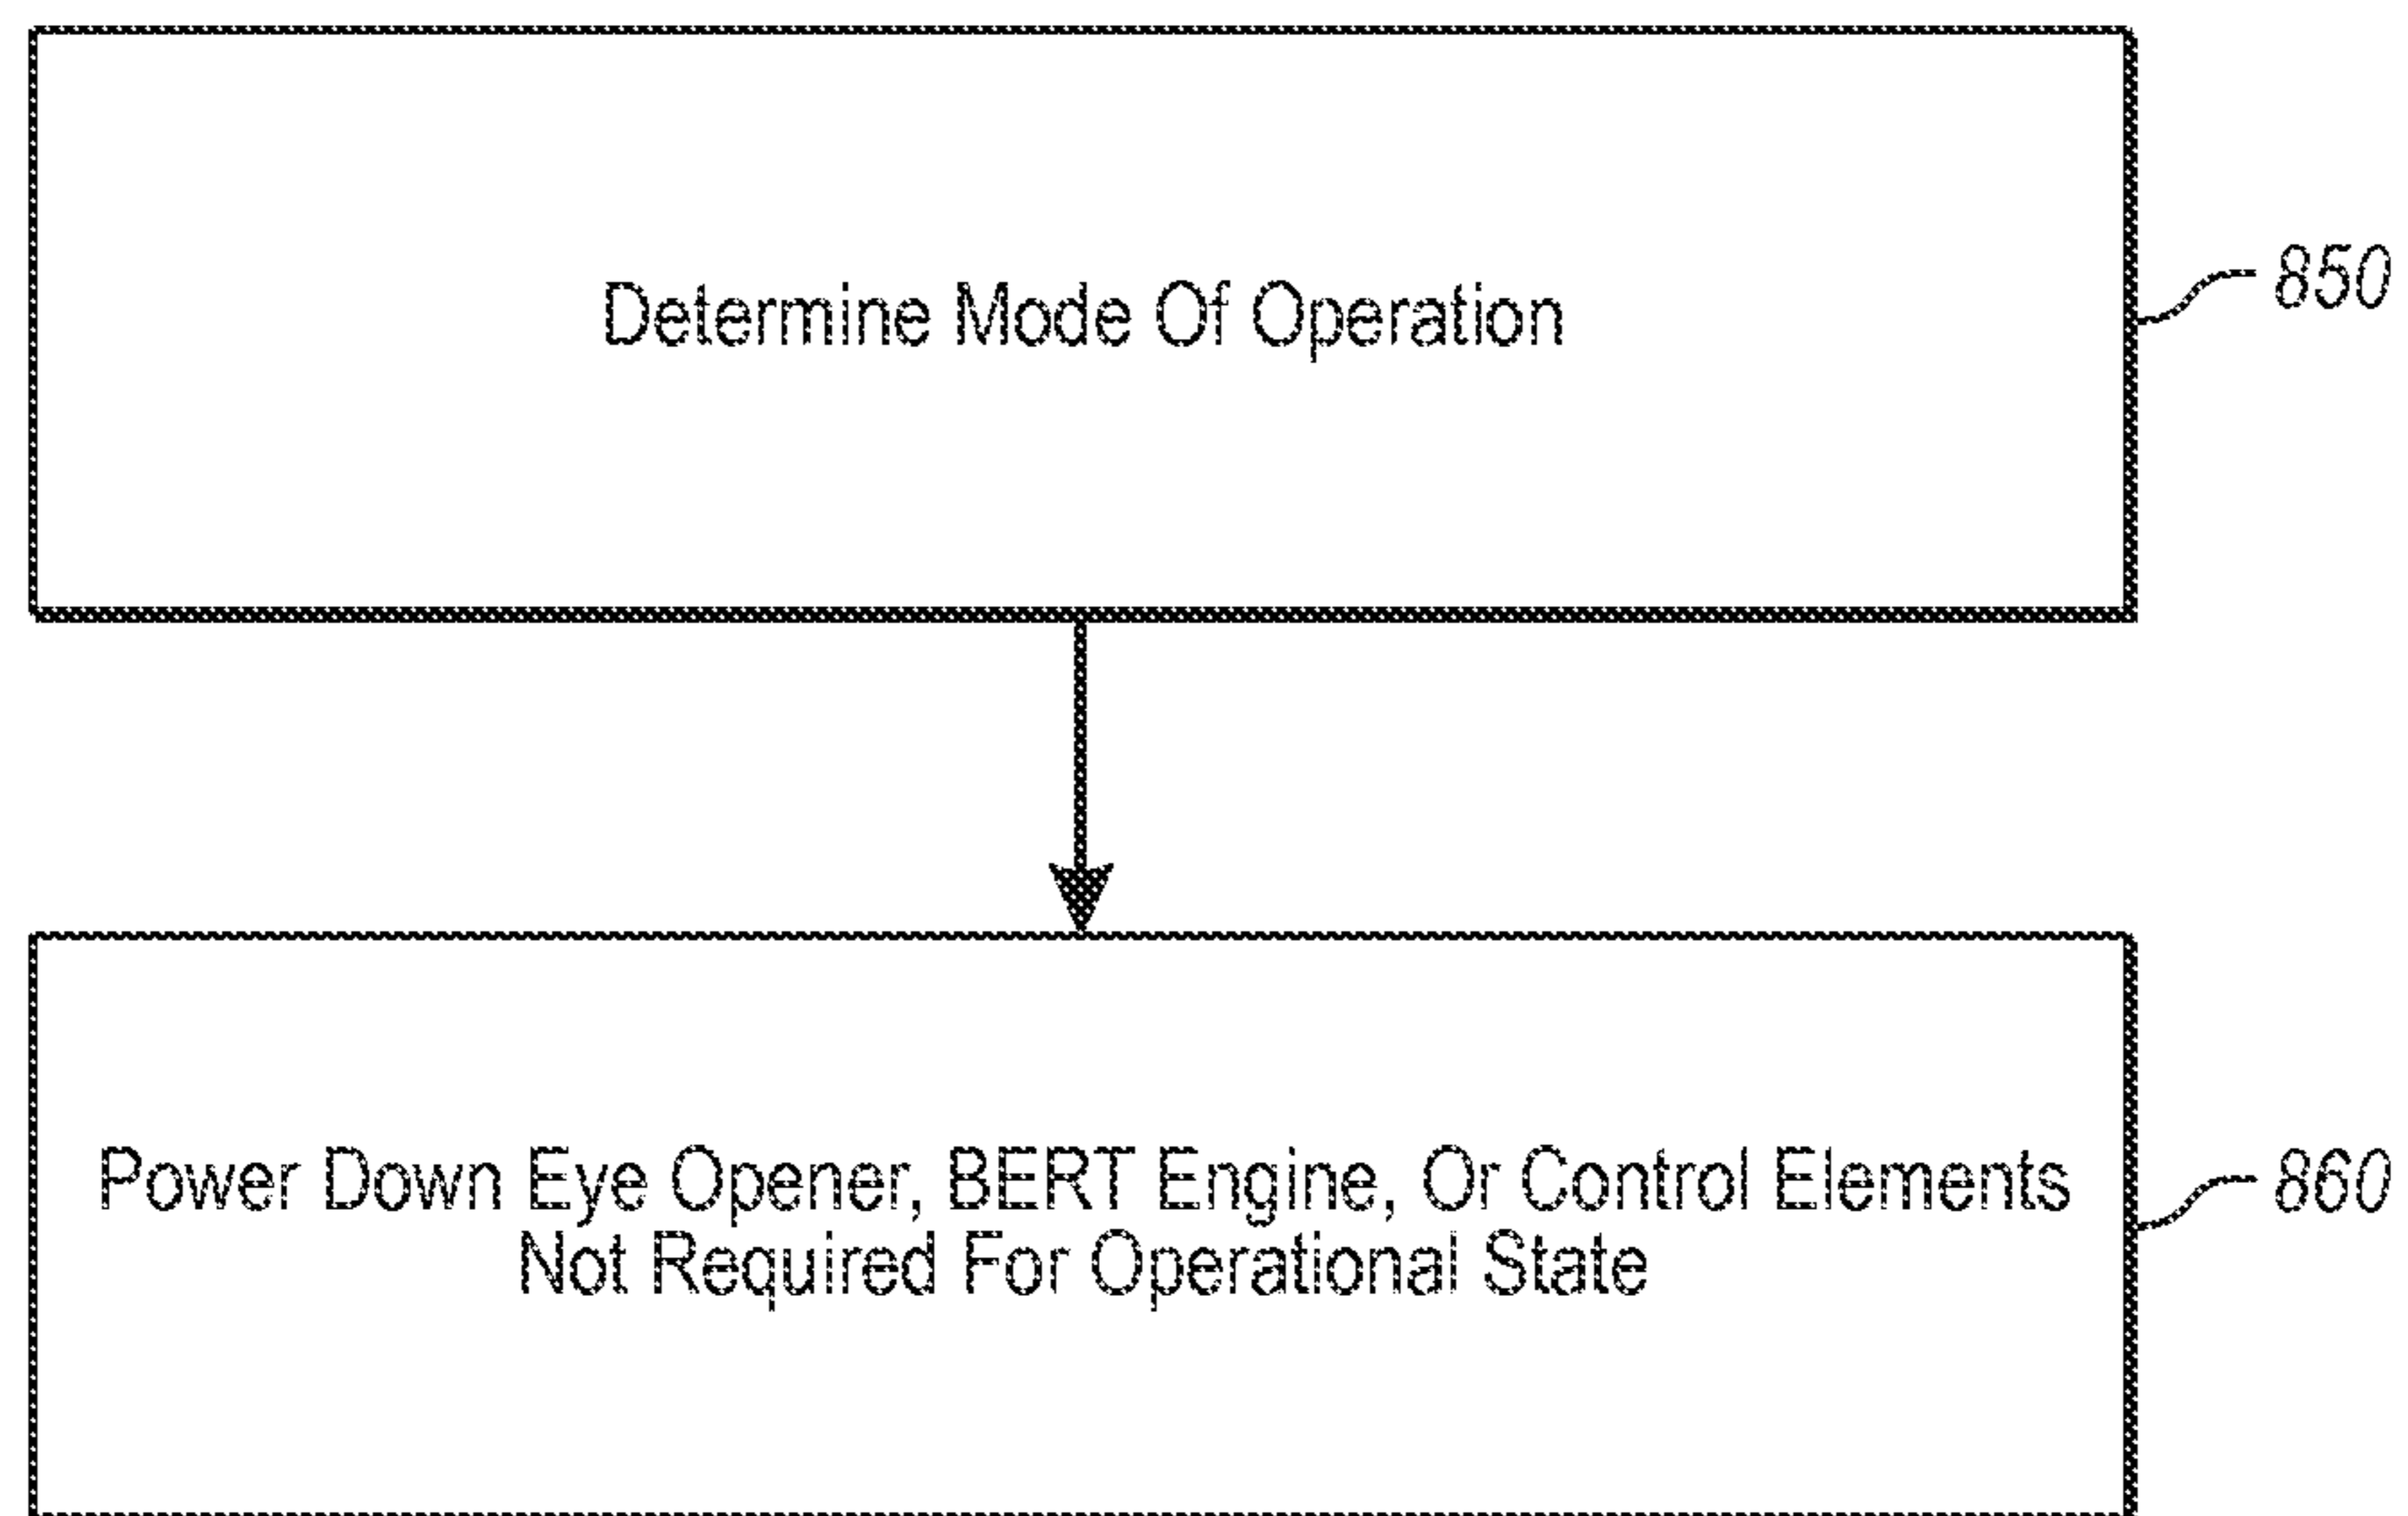 Determine Mode Of Operation
850
Power Down Eye Opener, BERT Engine, Or Control Elements
Not Required For Operational State
860